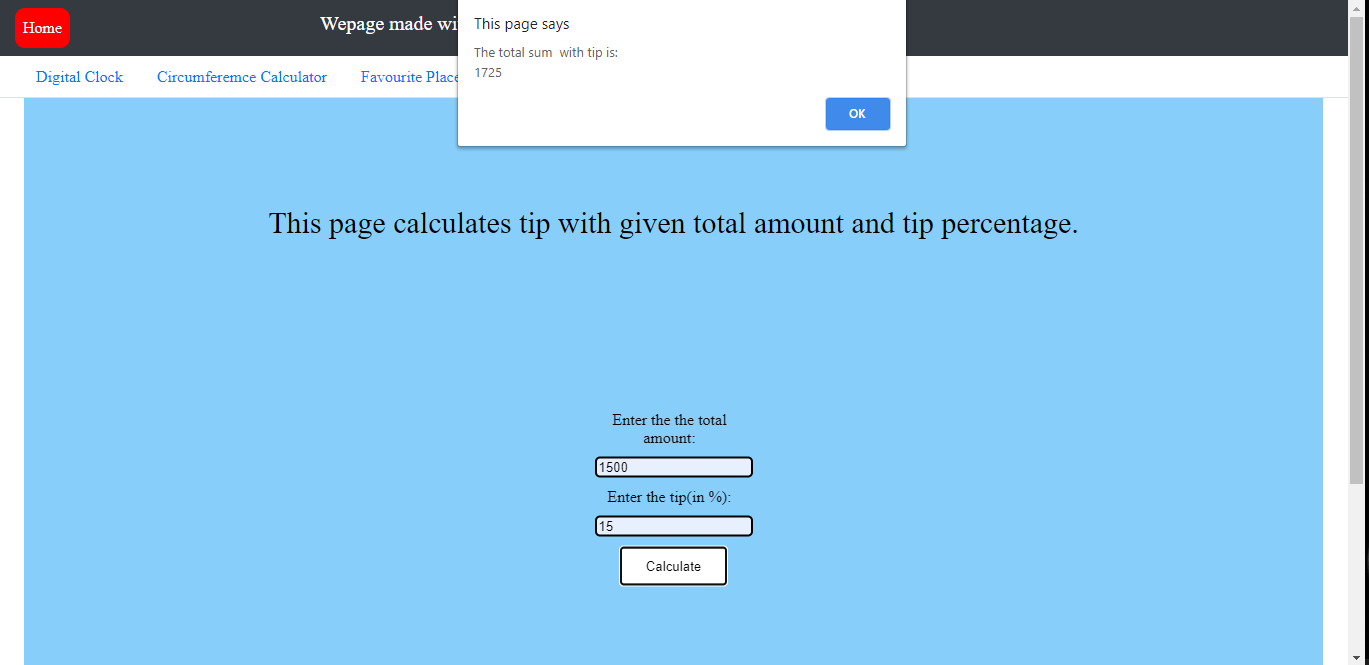 Home
Wepage made wi
This page says
The total sum with tip is:
1725
OK
Digital Clock
Circumferemce Calculator
Favourite Place
This page calculates tip with given total amount and tip percentage.
Enter the the total
amount:
1500
Enter the tip(in %):
15
Calculate